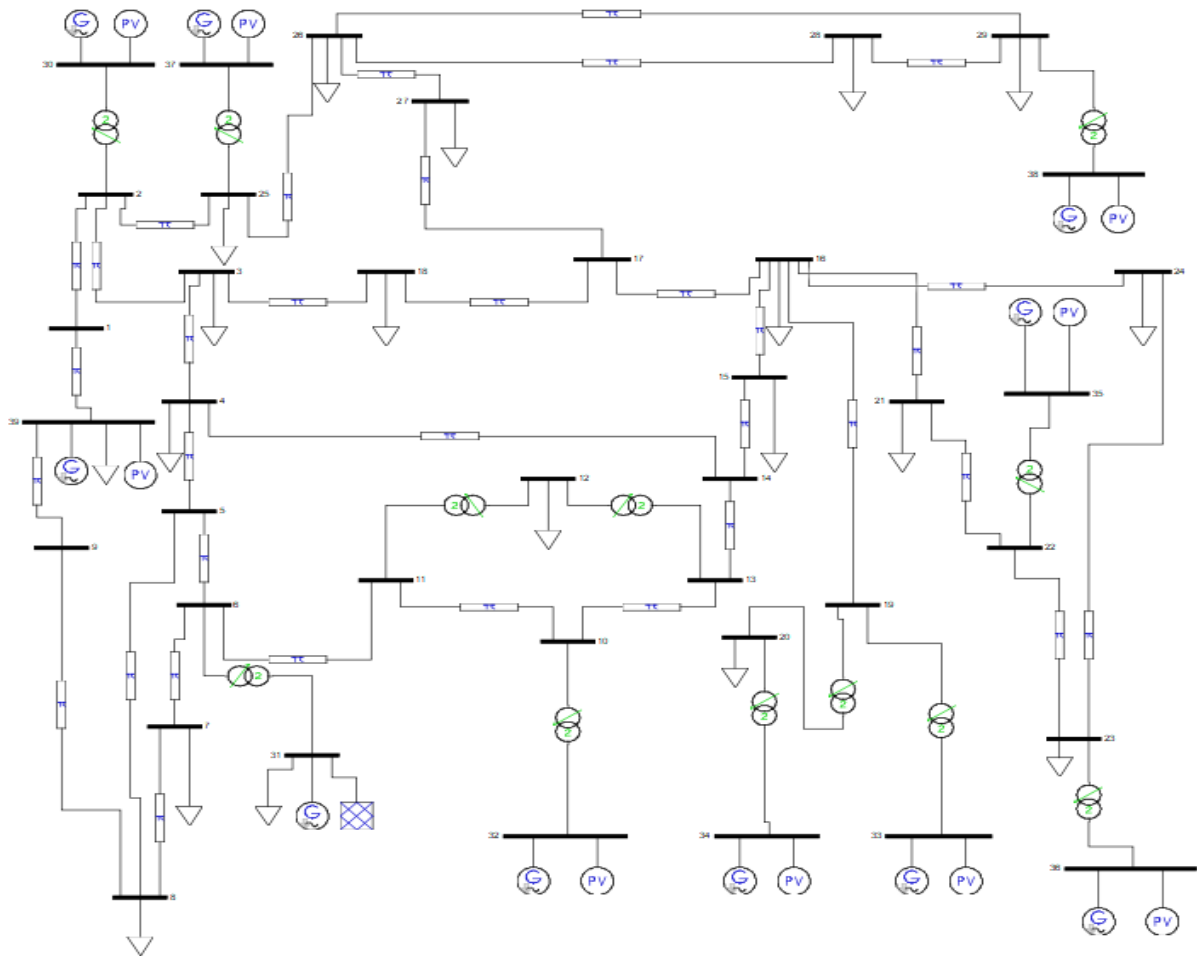 G PV G PV
30 37 26 28 29
π
π π
π 27
2 2 2
π π 38
2 25 G PV
π
π π 3 18 17 16 24
π π π π
1 G PV
π π π
15 35
39 4 21
G PV π π π
π π π 2
12 14
2 2 π
5 22
9 π 11 13
π π
6 10 19 23
π 20
π π π 2
2 2 2 2
7
31
π π 2
G
32 34 33
G PV G PV G PV
36
8 G PV